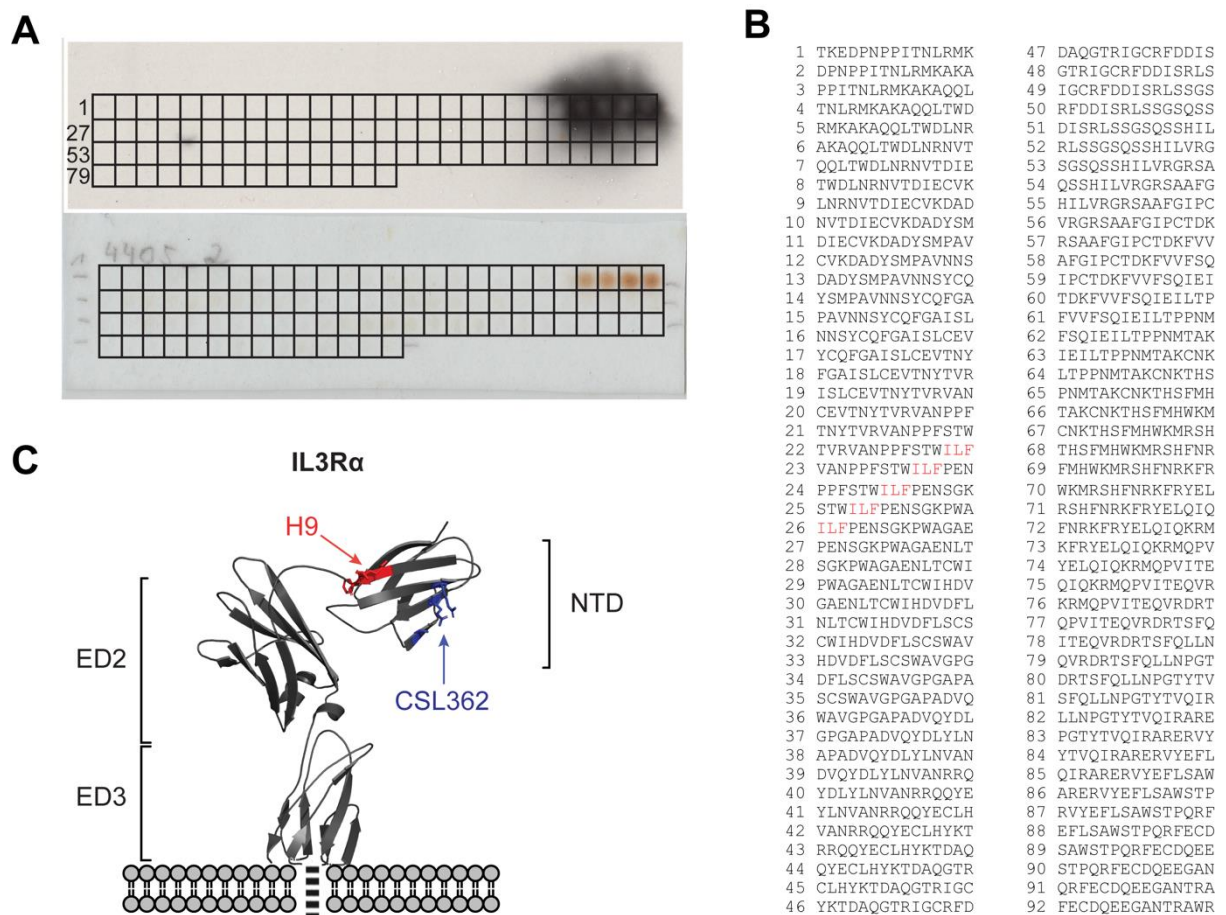 A
1
27
53
79
4405 2
B
1 TKEDPNPPITNLRMK
2 DPNPPITNLRMKAKA
3 PPITNLRMKAKAQQL
4 TNLRMKAKAQQLTWD
5 RMKAKAQQLTWDLNR
6 AKAQQLTWDLNRNVT
7 QQLTWDLNRNVTDIE
8 TWDLNRNVTDIECVK
9 LNRNVTDIECVKDAD
10 NVTDIECVKDADYSM
11 DIECVKDADYSMPAV
12 CVKDADYSMPAVNNS
13 DADYSMPAVNNSYCQ
14 YSMPAVNNSYCQFGA
15 PAVNNSYCQFGAISL
16 NNSYCQFGAISLCEV
17 YCQFGAISLCEVTNY
18 FGAISLCEVTNYTVR
19 ISLCEVTNYTVRVAN
20 CEVTNYTVRVANPPF
21 TNYTVRVANPPFSTW
22 TVRVANPPFSTWILF
23 VANPPFSTWILFPEN
24 PPFSTWILFPENSGK
25 STWILFPENSGKPWA
26 ILFPENSGKPWAGAE
27 PENSGKPWAGAENLT
28 SGKPWAGAENLTCWI
29 PWAGAENLTCWIHDV
30 GAENLTCWIHDVDFL
31 NLTCWIHDVDFLSCS
32 CWIHDVDFLSCSWAV
33 HDVDFLSCSWAVGPG
34 DFLSCSWAVGPGAPA
35 SCSWAVGPGAPADVQ
36 WAVGPGAPADVQYDL
37 GPGAPADVQYDLYLN
38 APADVQYDLYLNVAN
39 DVQYDLYLNVANRRQ
40 YDLYLNVANRRQQYE
41 YLNVANRRQQYECLH
42 VANRRQQYECLHYKT
43 RRQQYECLHYKTDAQ
44 QYECLHYKTDAQGTR
45 CLHYKTDAQGTRIGC
46 YKTDAQGTRIGCRFD
47 DAQGTRIGCRFDDIS
48 GTRIGCRFDDISRLS
49 IGCRFDDISRLSSGS
50 RFDDISRLSSGSQSS
51 DISRLSSGSQSSHIL
52 RLSSGSQSSHILVRG
53 SGSQSSHILVRGRSA
54 QSSHILVRGRSAAFG
55 HILVRGRSAAFGIPC
56 VRGRSAAFGIPCTDK
57 RSAAFGIPCTDKFVV
58 AFGIPCTDKFVVFSQ
59 IPCTDKFVVFSQIEI
60 TDKFVVFSQIEILTP
61 FVVFSQIEILTPPNM
62 FSQIEILTPPNMTAK
63 IEILTPPNMTAKCNK
64 LTPPNMTAKCNKTHS
65 PNMTAKCNKTHSFMH
66 TAKCNKTHSFMHWKM
67 CNKTHSFMHWKMRSH
68 THSFMHWKMRSHFNR
69 FMHWKMRSHFNRKFR
70 WKMRSHFNRKFRYEL
71 RSHFNRKFRYELQIQ
72 FNRKFRYELQIQKRM
73 KFRYELQIQKRMQPV
74 YELQIQKRMQPVITE
75 QIQKRMQPVITEQVR
76 KRMQPVITEQVRDRT
77 QPVITEQVRDRTSFQ
78 ITEQVRDRTSFQLLN
79 QVRDRTSFQLLNPGT
80 DRTSFQLLNPGTYTV
81 SFQLLNPGTYTVQIR
82 LLNPGTYTVQIRARE
83 PGTYTVQIRARERVY
84 YTVQIRARERVYEFL
85 QIRARERVYEFLSAW
86 ARERVYEFLSAWSTP
87 RVYEFLSAWSTPQRF
88 EFLSAWSTPQRFECD
89 SAWSTPQRFECDQEE
90 STPQRFECDQEEGAN
91 QRFECDQEEGANTRA
92 FECDQEEGANTRAWR
C
IL3Rα
H9
NTD
CSL362
ED2
ED3